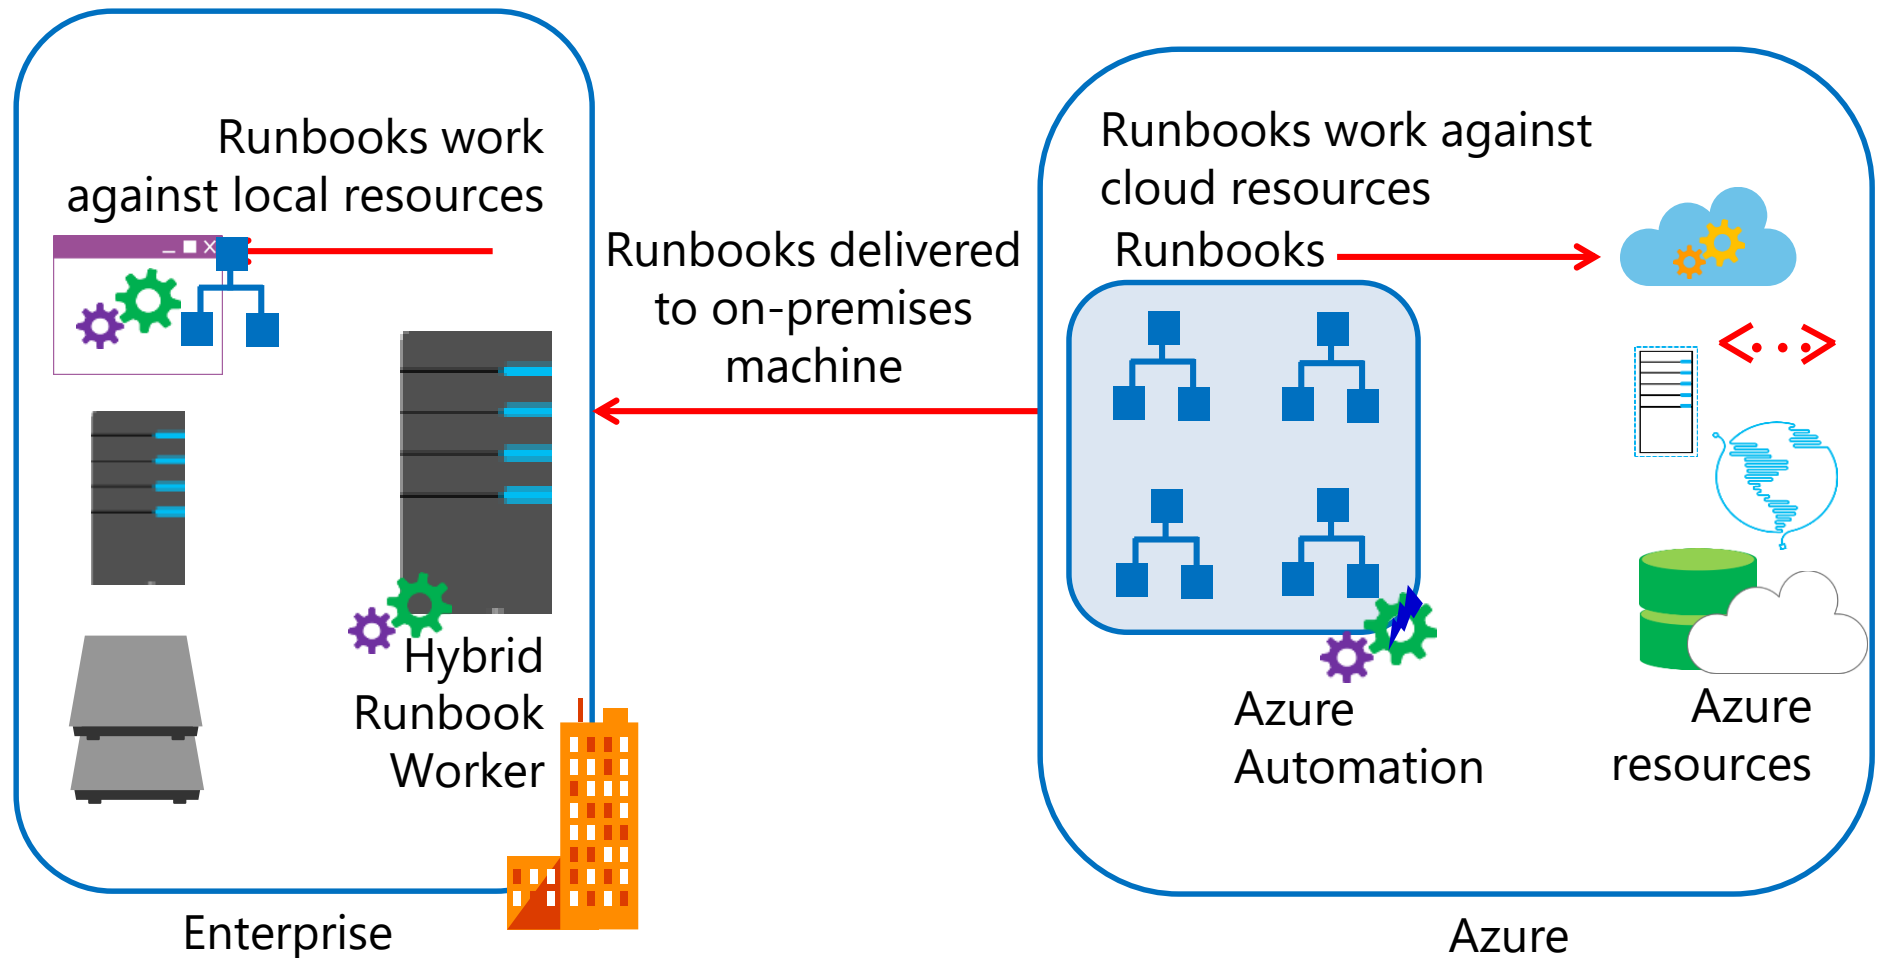 Runbooks work
against local resources
Hybrid
Runbook
Worker
Enterprise
Runbooks delivered
to on-premises
machine
Runbooks work against
cloud resources
Runbooks
Azure
Automation
Azure
resources
Azure